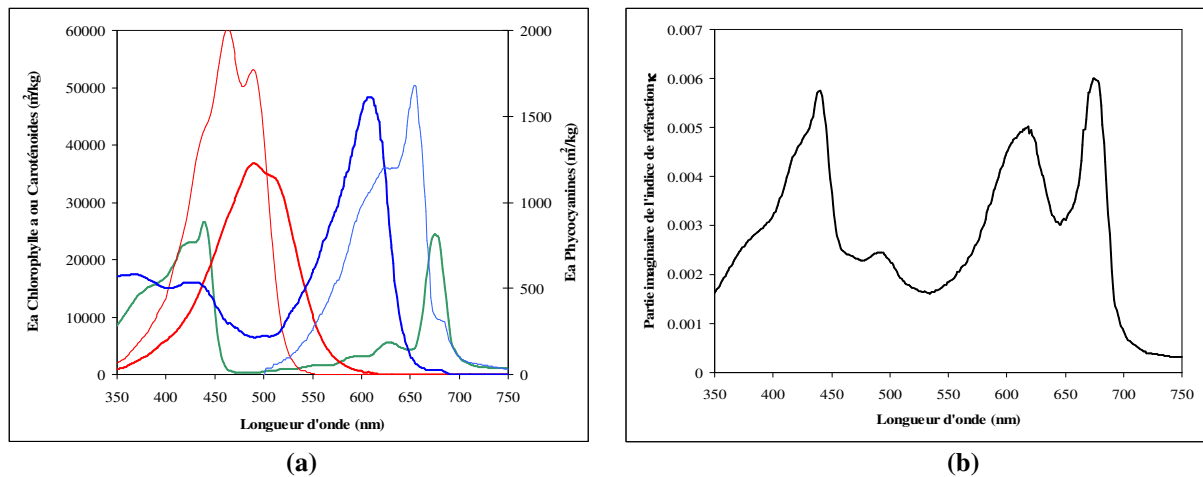 Ea Chlorophylle a ou Caroténoides (m²/kg)
60000
50000
40000
30000
20000
10000
0
350 400 450 500 550 600 650 700 750
Longueur d'onde (nm)
2000
1500
1000
500
0
Ea Phycocyanines (m²/kg)
(a)
Partie imaginaire de l'indice de réfraction κ
0.007
0.006
0.005
0.004
0.003
0.002
0.001
0
350 400 450 500 550 600 650 700 750
Longueur d'onde (nm)
(b)